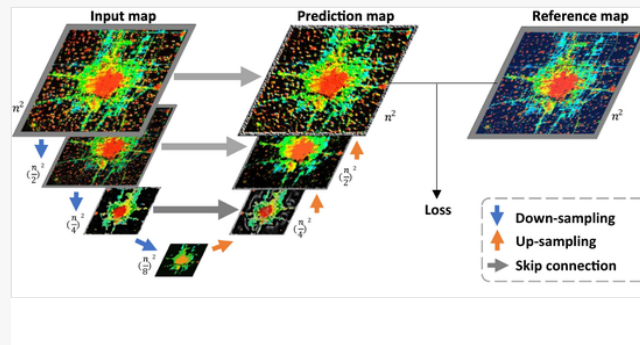 Input map
Prediction map
Reference map
n²
n²
n²
(n/2)²
(n/2)²
(n/4)²
(n/4)²
(n/8)²
Loss
Down-sampling
Up-sampling
Skip connection